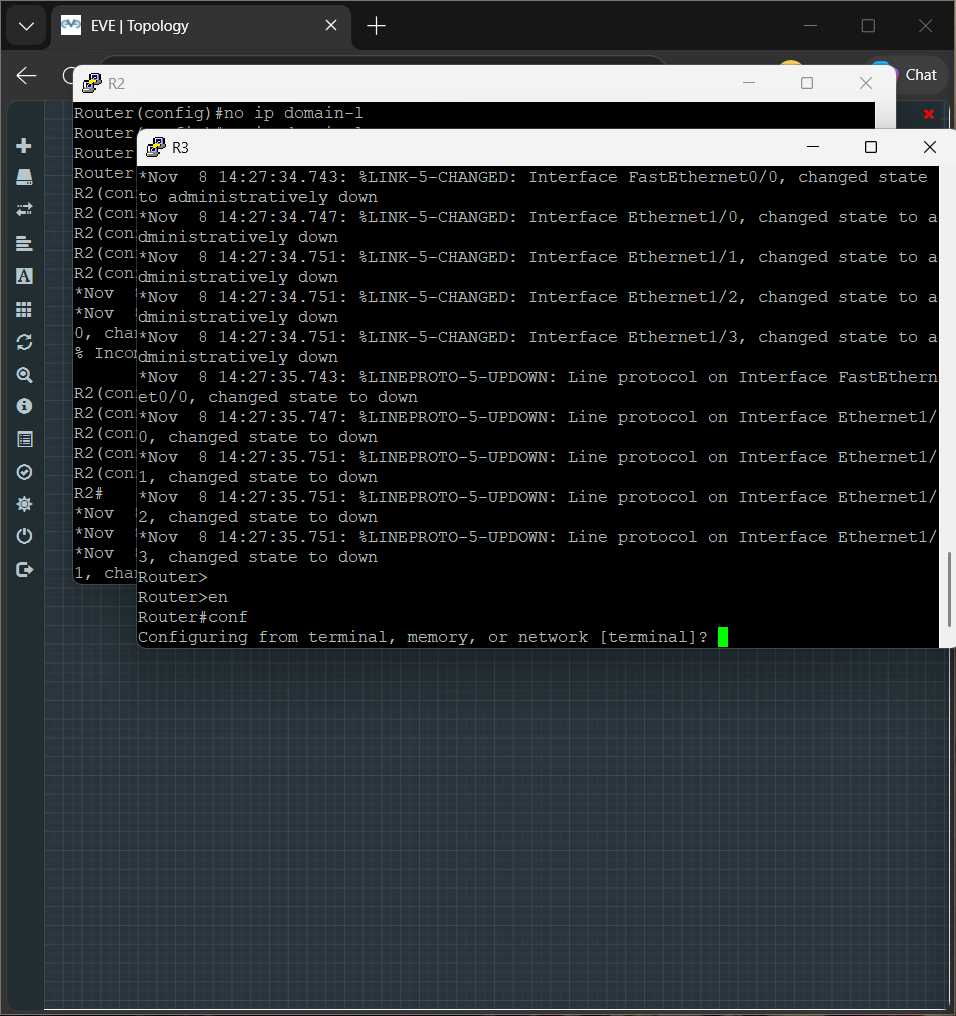 EVE | Topology
Chat
R2
Router(config)#no ip domain-l
Router
Router
Router
R2(con
R2(con
R2(con
R2(con
R2(con
*Nov
*Nov
0, cha
% Inco
R2(con
R2(con
R2(con
R2(con
R2(con
R2#
*Nov
*Nov
*Nov
1, cha
R3
*Nov  8 14:27:34.743: %LINK-5-CHANGED: Interface FastEthernet0/0, changed state
to administratively down
*Nov  8 14:27:34.747: %LINK-5-CHANGED: Interface Ethernet1/0, changed state to a
dministratively down
*Nov  8 14:27:34.751: %LINK-5-CHANGED: Interface Ethernet1/1, changed state to a
dministratively down
*Nov  8 14:27:34.751: %LINK-5-CHANGED: Interface Ethernet1/2, changed state to a
dministratively down
*Nov  8 14:27:34.751: %LINK-5-CHANGED: Interface Ethernet1/3, changed state to a
dministratively down
*Nov  8 14:27:35.743: %LINEPROTO-5-UPDOWN: Line protocol on Interface FastEthern
et0/0, changed state to down
*Nov  8 14:27:35.747: %LINEPROTO-5-UPDOWN: Line protocol on Interface Ethernet1/
0, changed state to down
*Nov  8 14:27:35.751: %LINEPROTO-5-UPDOWN: Line protocol on Interface Ethernet1/
1, changed state to down
*Nov  8 14:27:35.751: %LINEPROTO-5-UPDOWN: Line protocol on Interface Ethernet1/
2, changed state to down
*Nov  8 14:27:35.751: %LINEPROTO-5-UPDOWN: Line protocol on Interface Ethernet1/
3, changed state to down
Router>
Router>en
Router#conf
Configuring from terminal, memory, or network [terminal]?